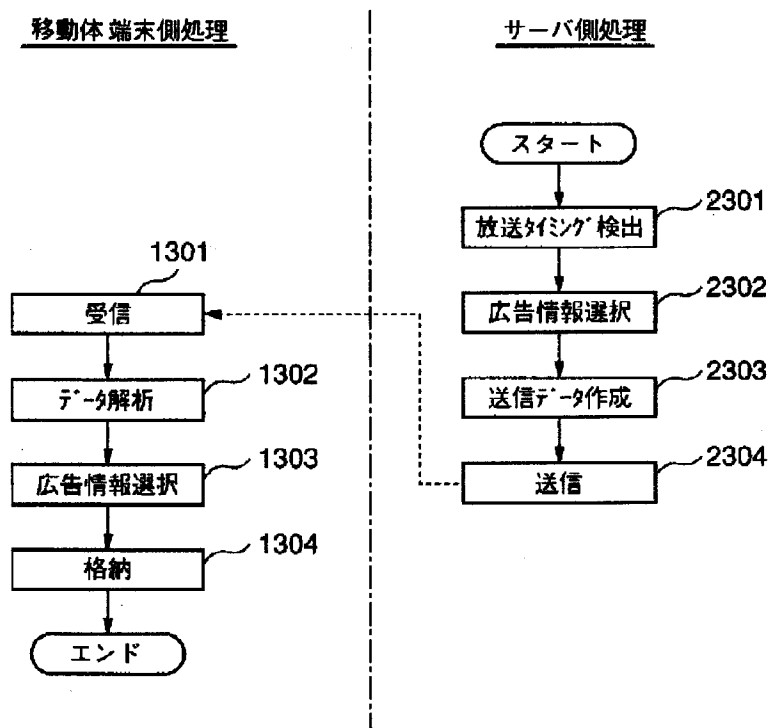 移動体端末側処理
サーバ側処理
スタート
2301
放送ﾀｲﾐﾝｸﾞ検出
2302
広告情報選択
2303
送信データ作成
2304
送信
1301
受信
1302
データ解析
1303
広告情報選択
1304
格納
エンド